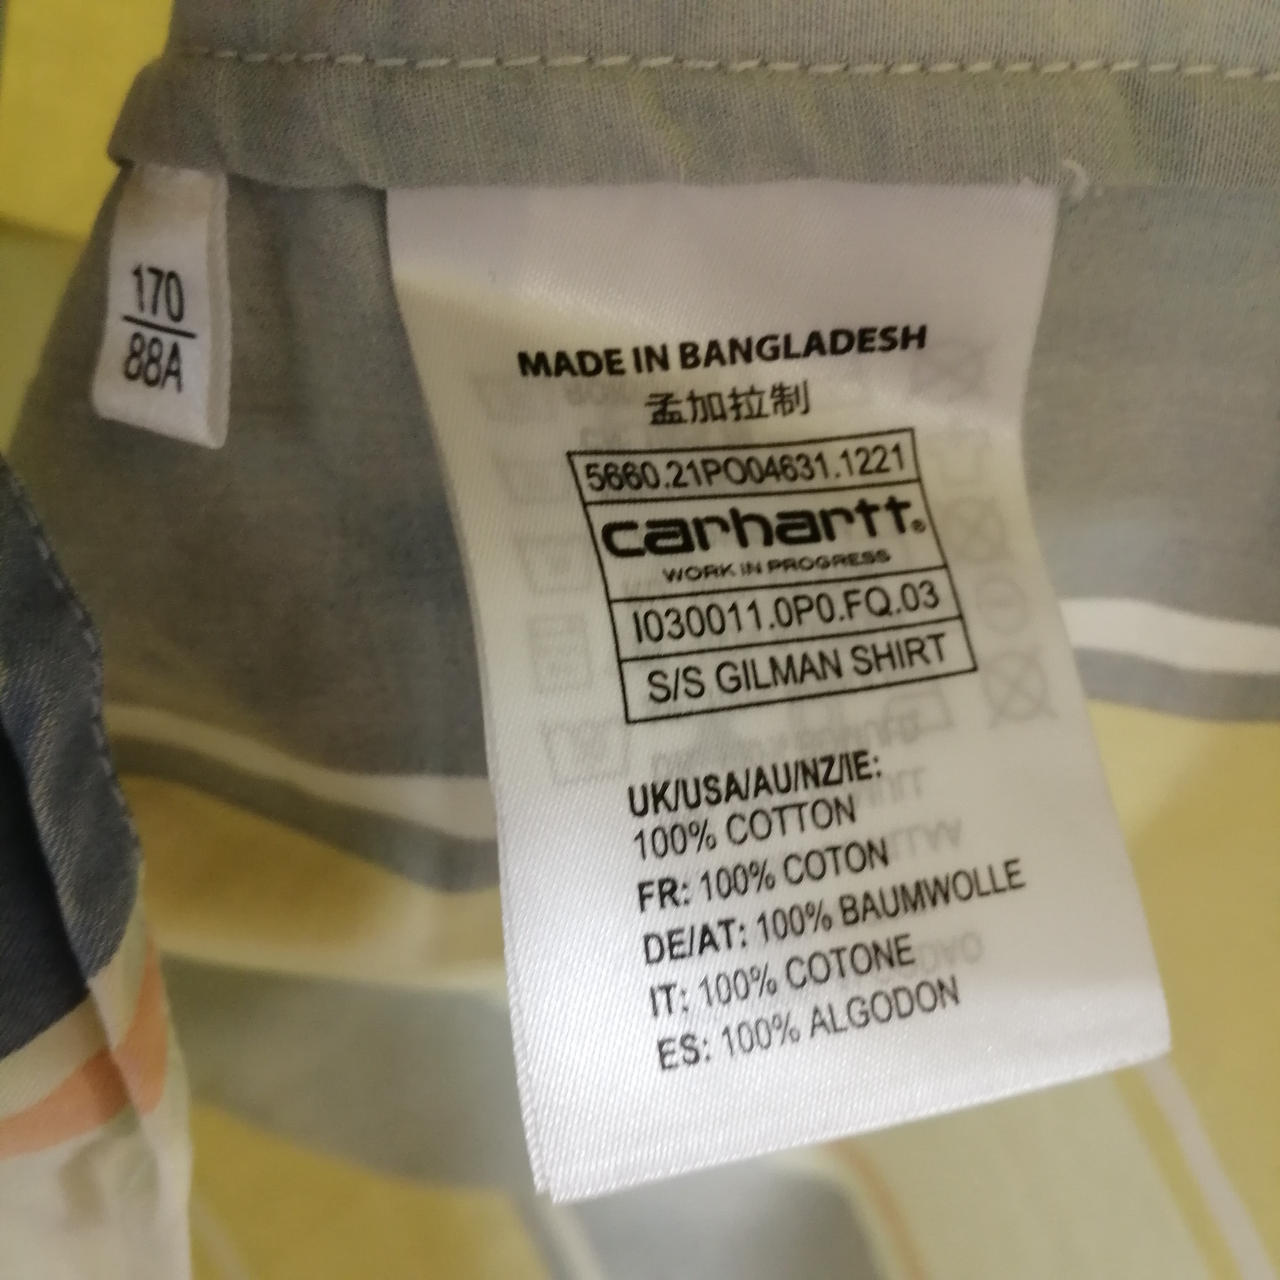 170
88A
MADE IN BANGLADESH
孟加拉制
5660.21PO04631.1221
carhartt®
WORK IN PROGRESS
I030011.0P0.FQ.03
S/S GILMAN SHIRT
UK/USA/AU/NZ/IE:
100% COTTON
FR: 100% COTON
DE/AT: 100% BAUMWOLLE
IT: 100% COTONE
ES: 100% ALGODON